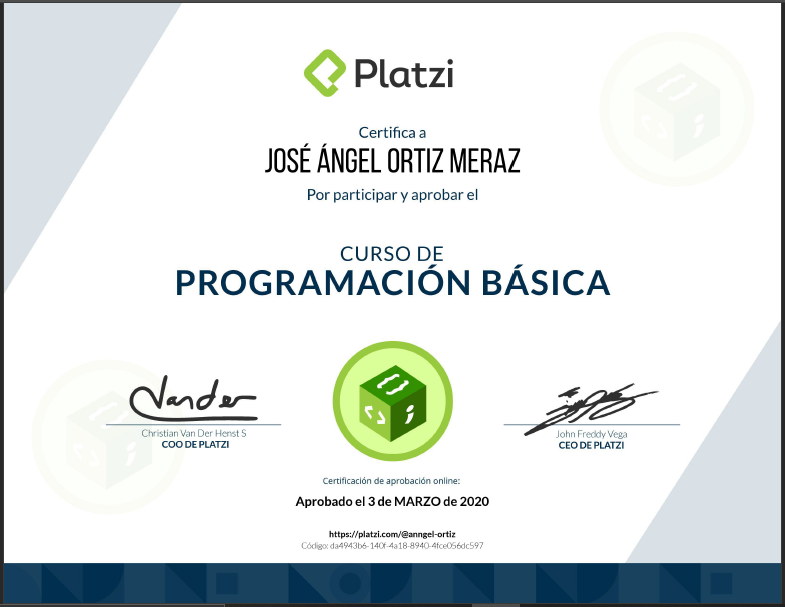 Platzi
Certifica a
JOSÉ ÁNGEL ORTIZ MERAZ
Por participar y aprobar el
CURSO DE
PROGRAMACIÓN BÁSICA
Vander
Christian Van Der Henst S
COO DE PLATZI
John Freddy Vega
CEO DE PLATZI
Certificación de aprobación online:
Aprobado el 3 de MARZO de 2020
https://platzi.com/@anngel-ortiz
Código: da4943b6-140f-4a18-8940-4fce056dc597